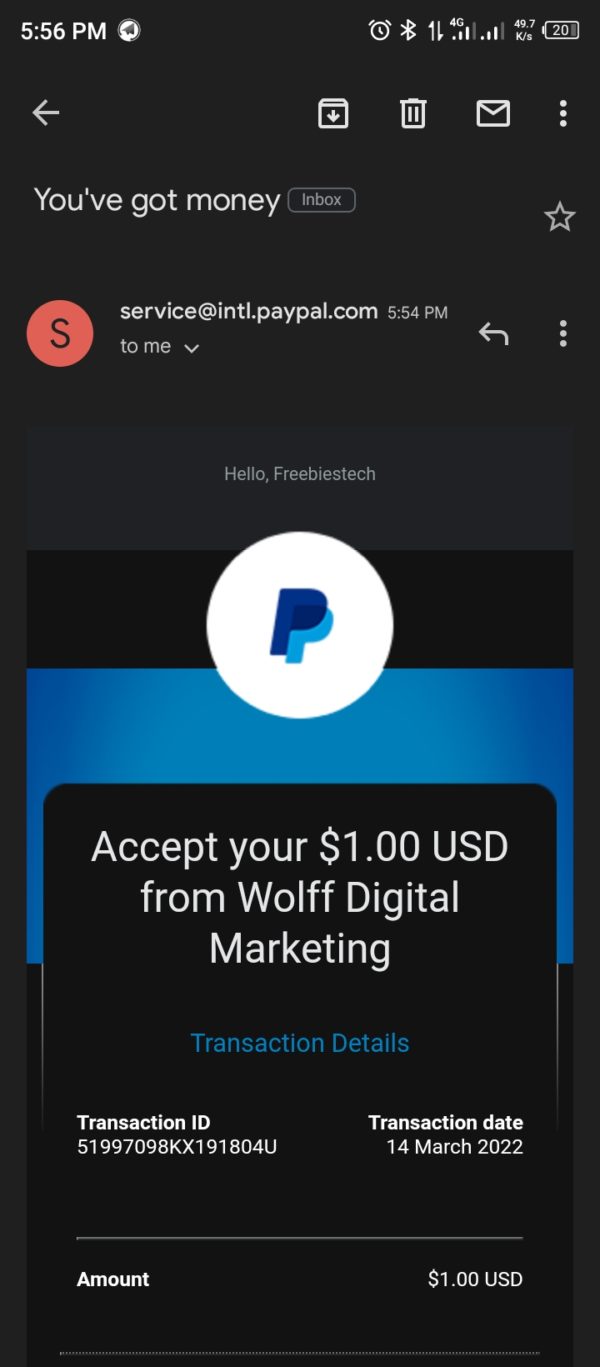 5:56 PM
4G
49.7
K/s
20
You've got money
Inbox
S
service@intl.paypal.com 5:54 PM
to me
Hello, Freebiestech
Accept your $1.00 USD
from Wolff Digital
Marketing
Transaction Details
Transaction ID Transaction date
51997098KX191804U 14 March 2022
Amount $1.00 USD